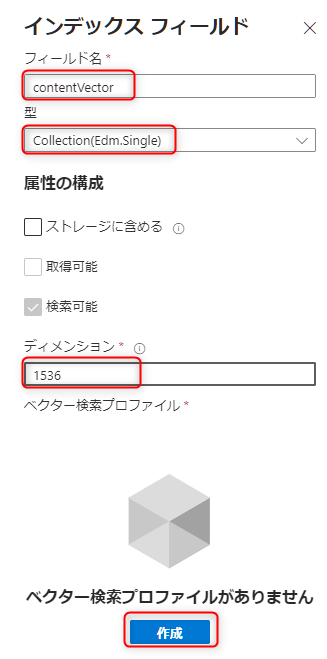 インデックス フィールド
フィールド名 *
contentVector
型
Collection(Edm.Single)
属性の構成
ストレージに含める
取得可能
検索可能
ディメンション *
1536
ベクター検索プロファイル *
ベクター検索プロファイルがありません
作成